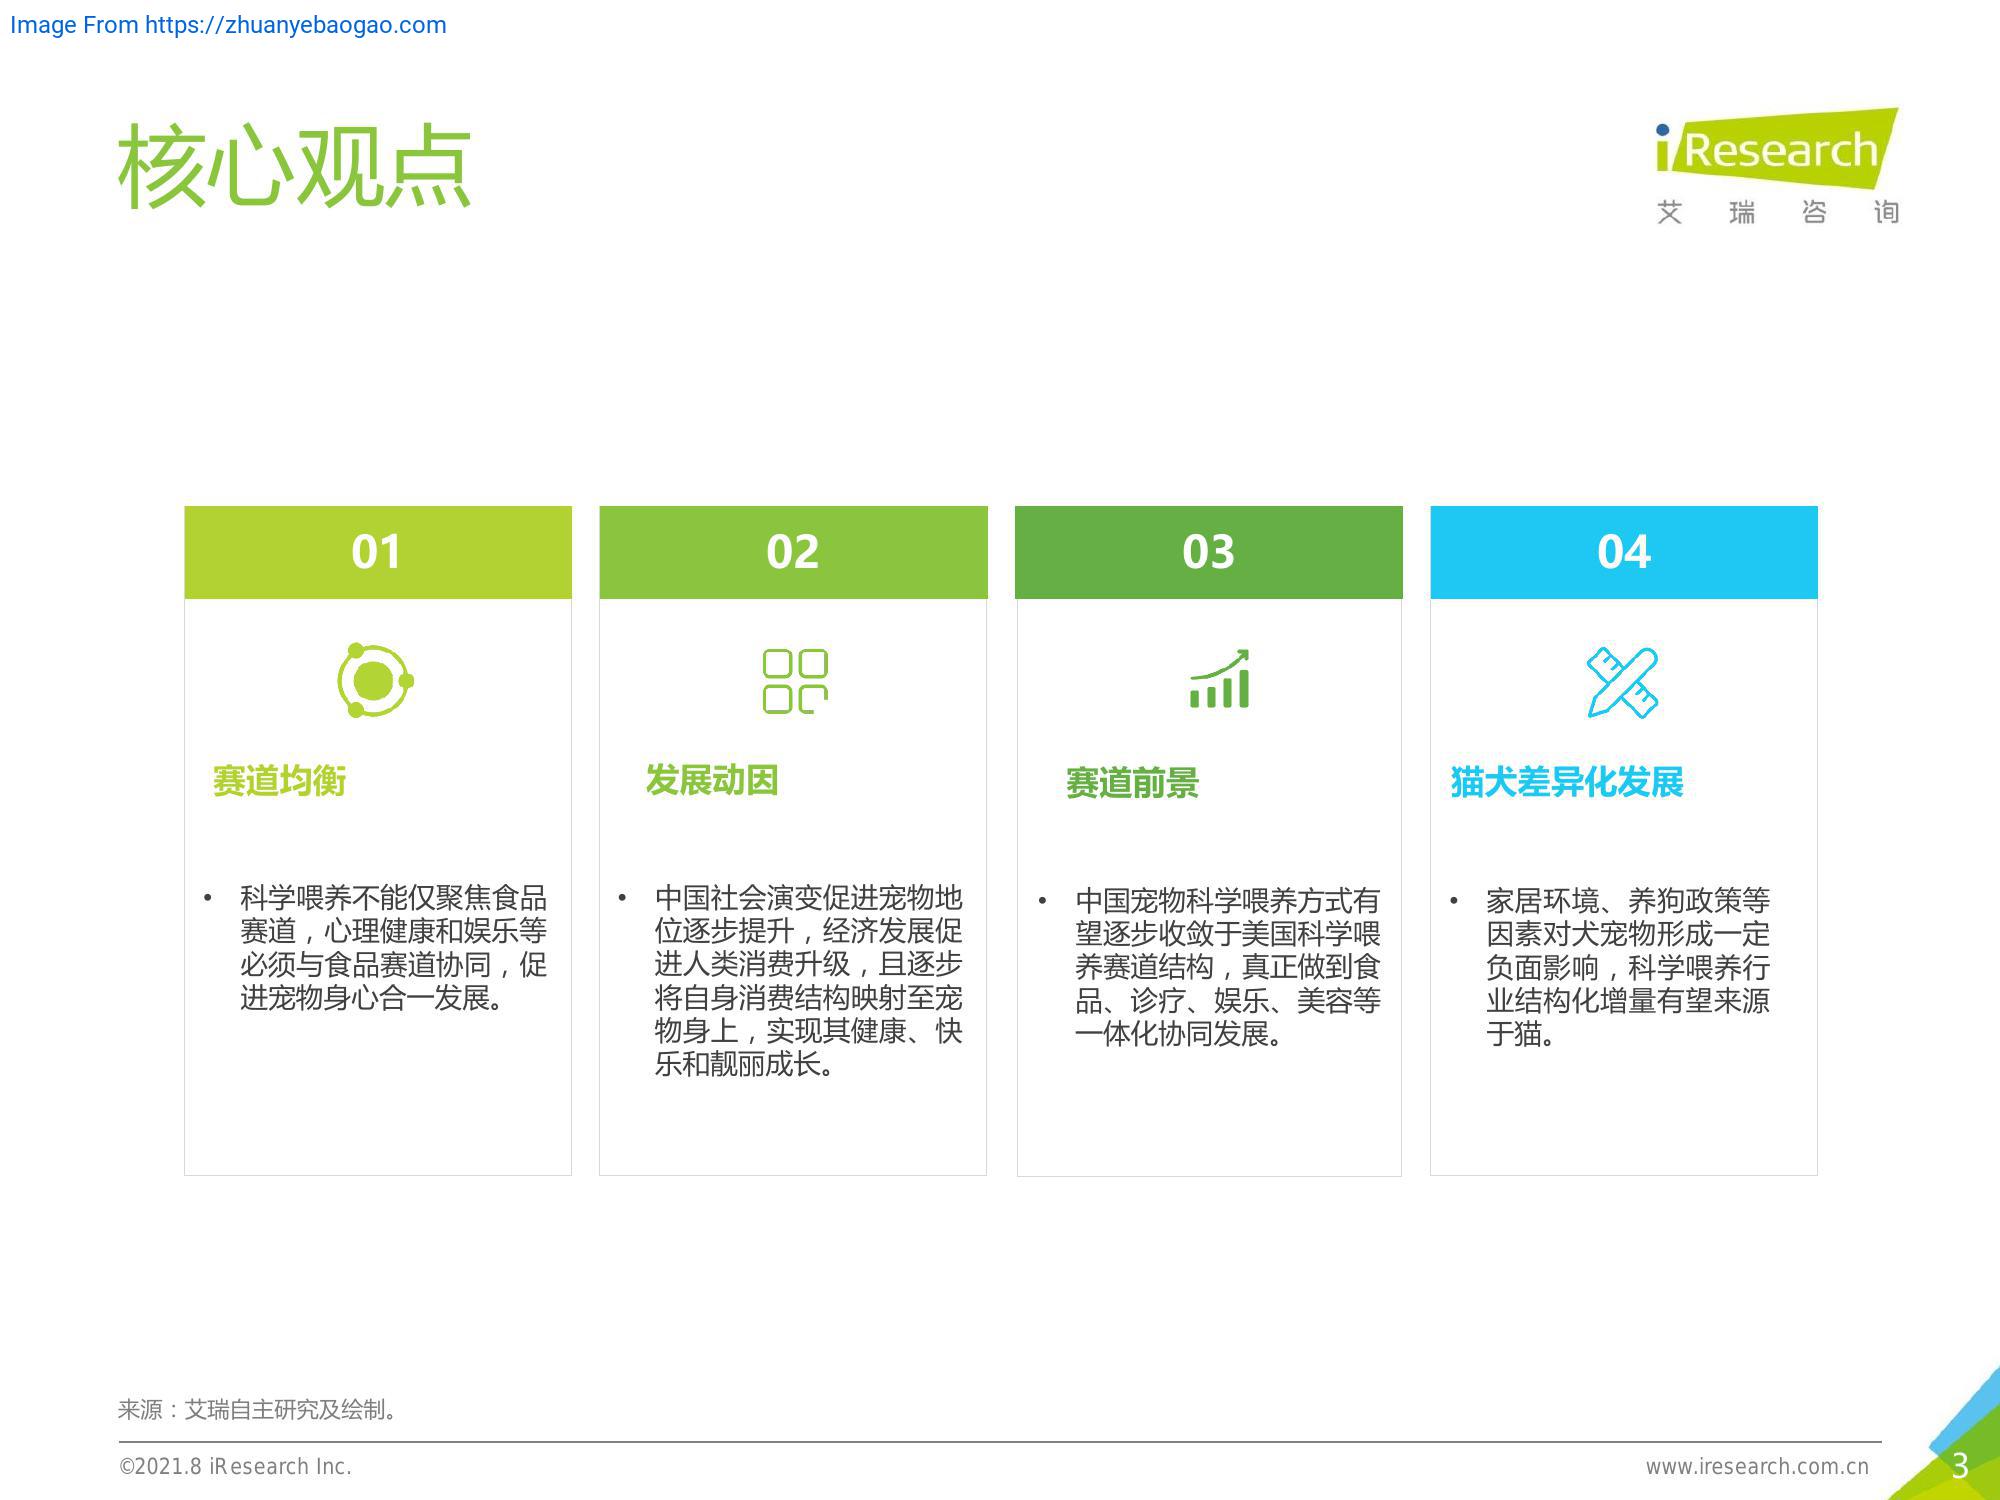 Image From https://zhuanyebaogao.com
核心观点
iResearch
艾瑞咨询
01
赛道均衡
• 科学喂养不能仅聚焦食品
赛道，心理健康和娱乐等
必须与食品赛道协同，促
进宠物身心合一发展。
02
发展动因
• 中国社会演变促进宠物地
位逐步提升，经济发展促
进人类消费升级，且逐步
将自身消费结构映射至宠
物身上，实现其健康、快
乐和靓丽成长。
03
赛道前景
• 中国宠物科学喂养方式有
望逐步收敛于美国科学喂
养赛道结构，真正做到食
品、诊疗、娱乐、美容等
一体化协同发展。
04
猫犬差异化发展
• 家居环境、养狗政策等
因素对犬宠物形成一定
负面影响，科学喂养行
业结构化增量有望来源
于猫。
来源：艾瑞自主研究及绘制。
©2021.8 iResearch Inc.
www.iresearch.com.cn
3